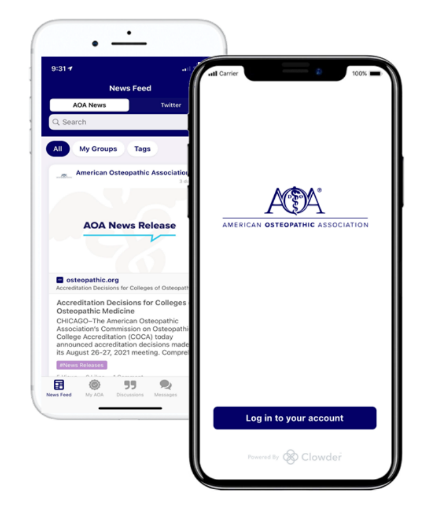 9:31
News Feed
AOA News
Twitter
Search
All
My Groups
Tags
American Osteopathic Association
AOA News Release
osteopathic.org
Accreditation Decisions for Colleges of Osteopath
Accreditation Decisions for Colleges
Osteopathic Medicine
CHICAGO–The American Osteopathic
Association's Commission on Osteopathi
College Accreditation (COCA) today
announced accreditation decisions made
its August 26-27, 2021 meeting. Compre
#News Releases
News Feed
My AOA
Discussions
Messages
Carrier
100%
AOA®
AMERICAN OSTEOPATHIC ASSOCIATION
Log in to your account
Powered By Clowder